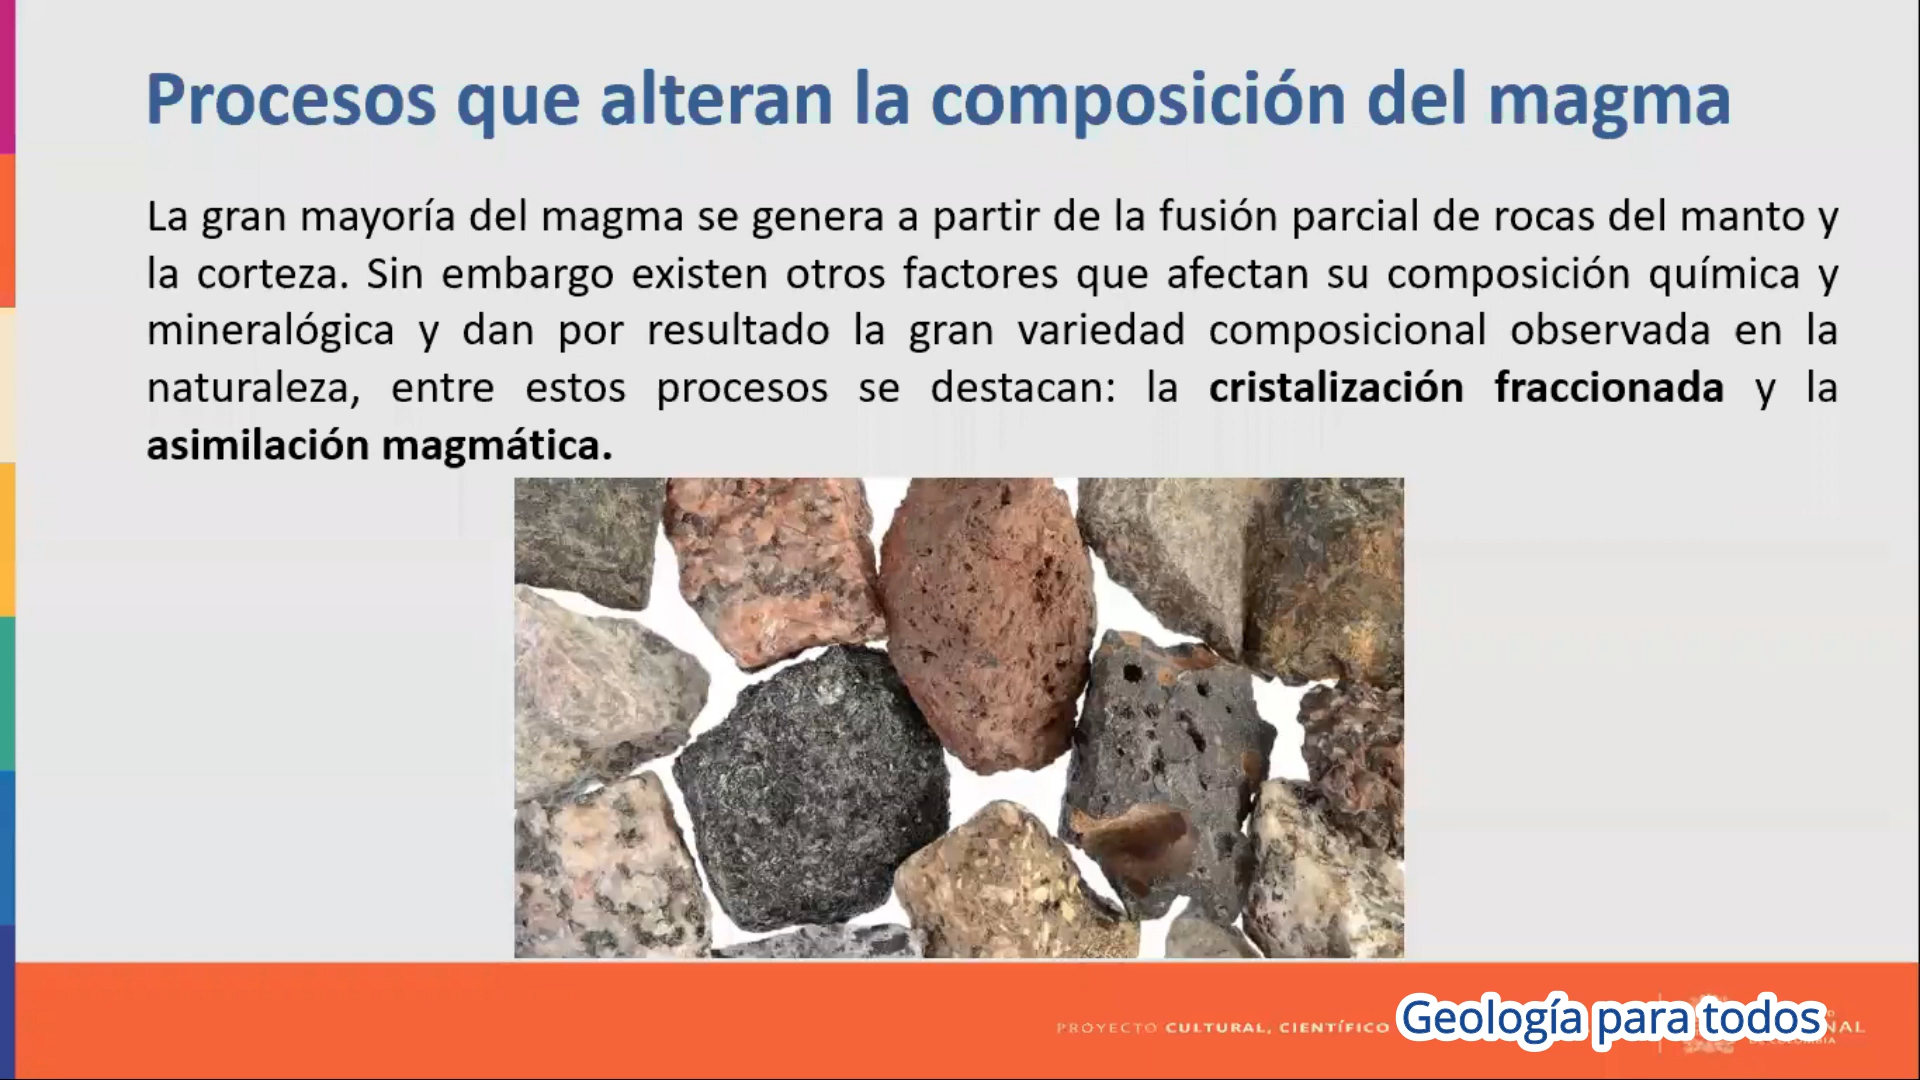 Procesos que alteran la composición del magma
La gran mayoría del magma se genera a partir de la fusión parcial de rocas del manto y
la corteza. Sin embargo existen otros factores que afectan su composición química y
mineralógica y dan por resultado la gran variedad composicional observada en la
naturaleza, entre estos procesos se destacan: la cristalización fraccionada y la
asimilación magmática.
PROYECTO CULTURAL, CIENTÍFICO
Geología para todos
DE COLOMBIA